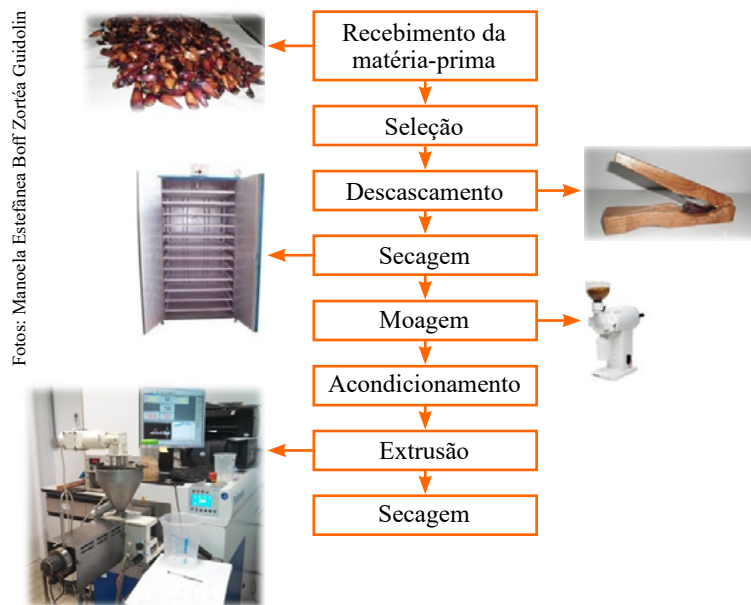 Fotos: Manoela Estefânea Boff Zortéa Guidolin
Recebimento da
matéria-prima
Seleção
Descascamento
Secagem
Moagem
Acondicionamento
Extrusão
Secagem